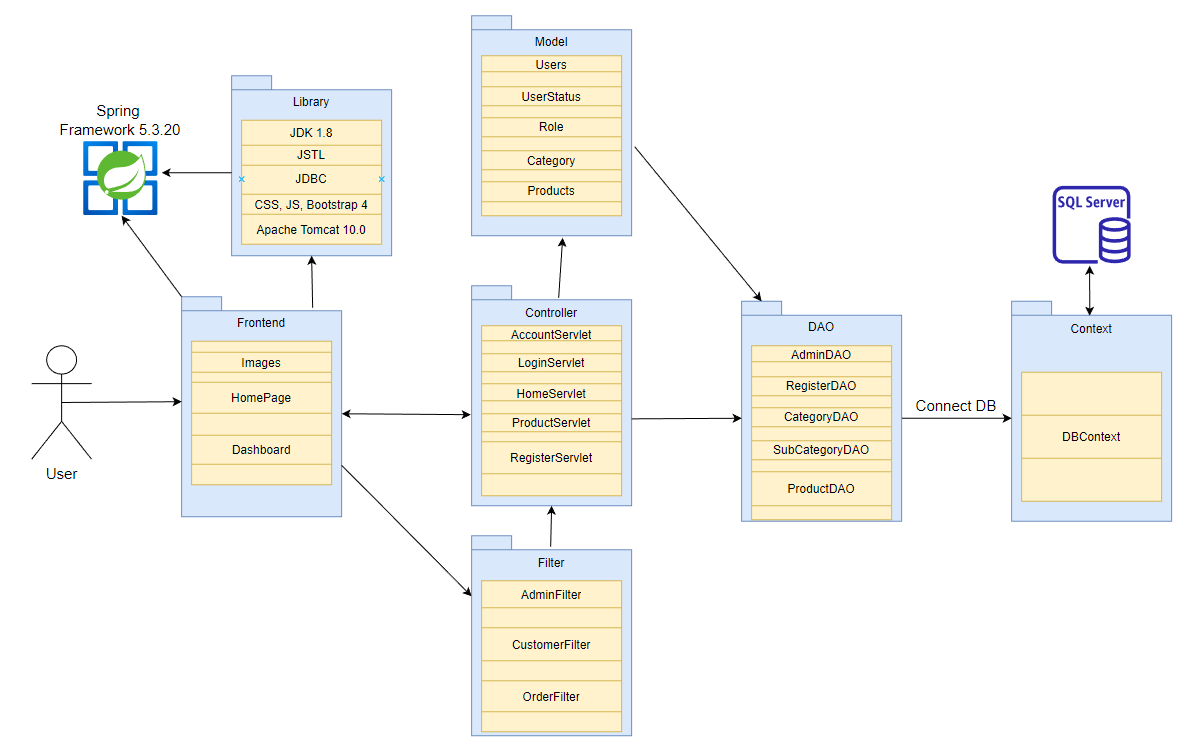 Spring
Framework 5.3.20
Library
JDK 1.8
JSTL
JDBC
CSS, JS, Bootstrap 4
Apache Tomcat 10.0
Model
Users
UserStatus
Role
Category
Products
SQL Server
User
Frontend
Images
HomePage
Dashboard
Controller
AccountServlet
LoginServlet
HomeServlet
ProductServlet
RegisterServlet
DAO
AdminDAO
RegisterDAO
CategoryDAO
SubCategoryDAO
ProductDAO
Connect DB
Context
DBContext
Filter
AdminFilter
CustomerFilter
OrderFilter